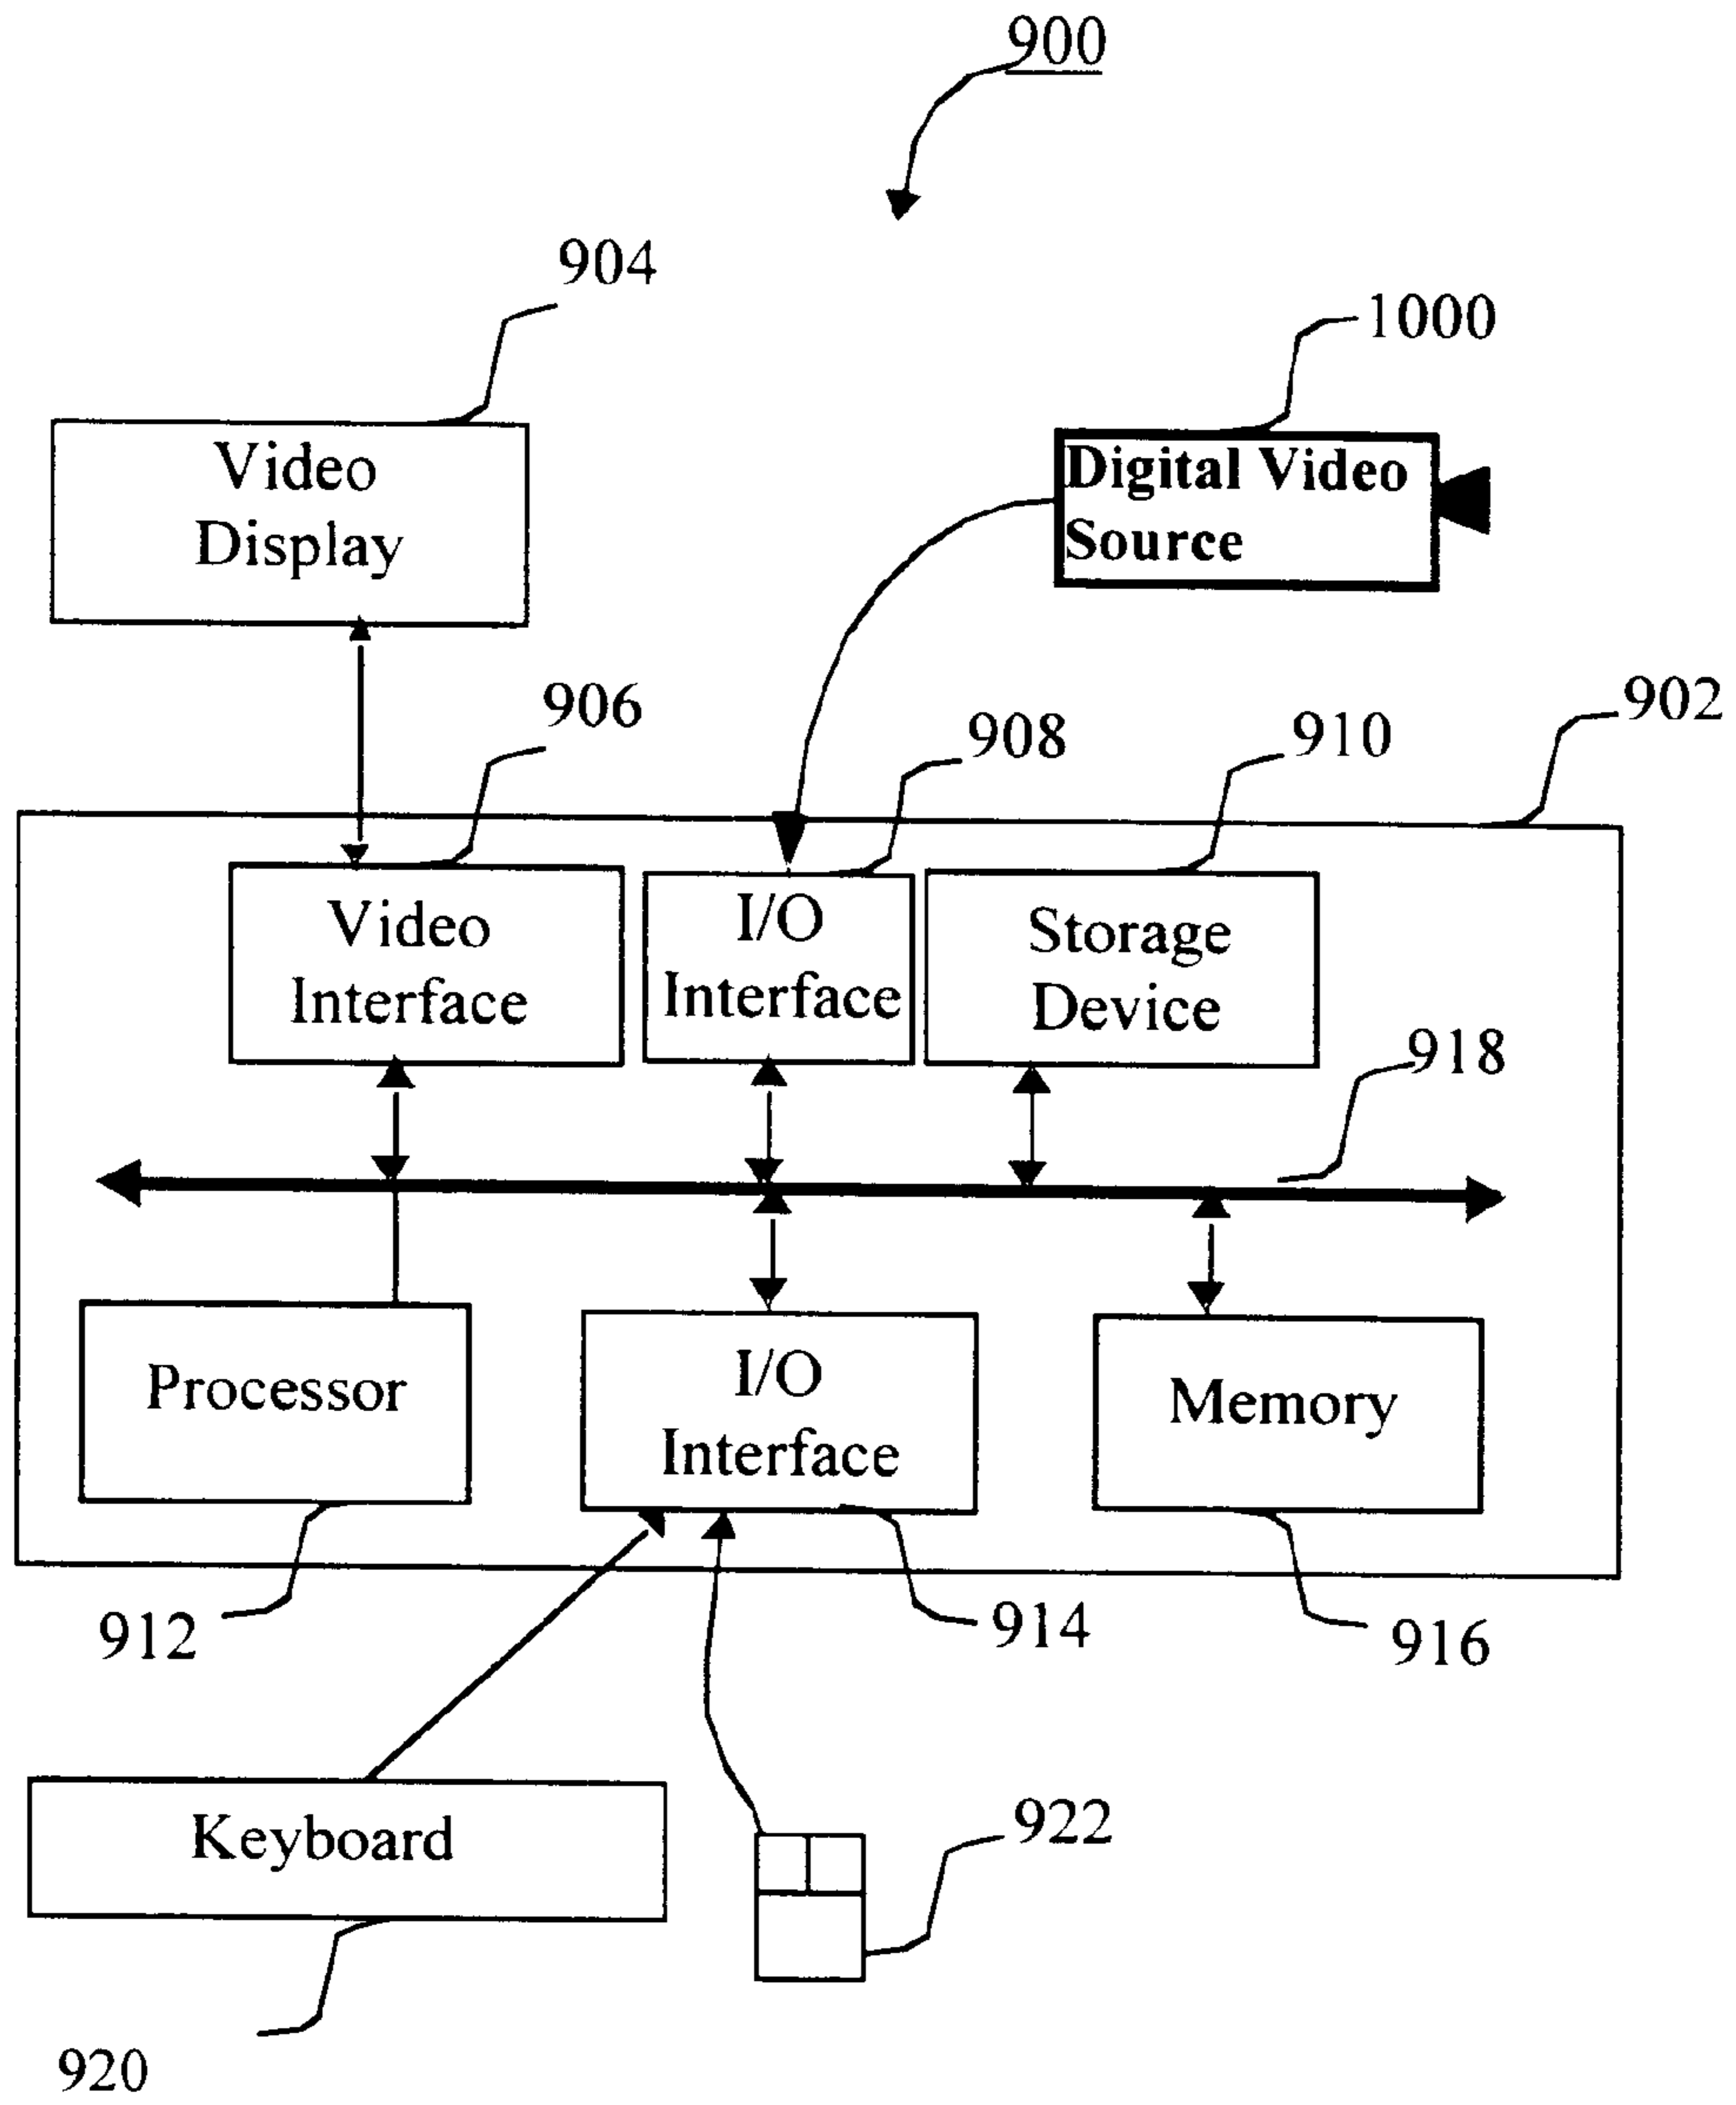 900
904
1000
Video
Display
Digital Video
Source
906
908
910
902
Video
Interface
I/O
Interface
Storage
Device
918
Processor
I/O
Interface
Memory
912
914
916
Keyboard
922
920